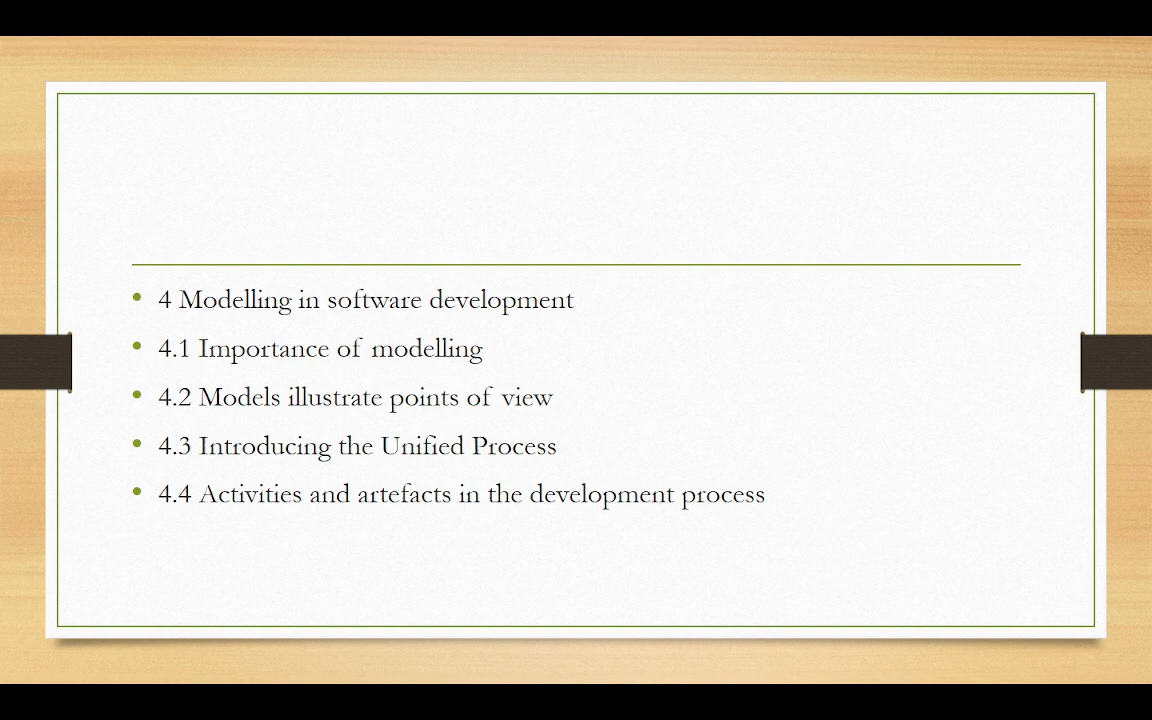 • 4 Modelling in software development
• 4.1 Importance of modelling
• 4.2 Models illustrate points of view
• 4.3 Introducing the Unified Process
• 4.4 Activities and artefacts in the development process